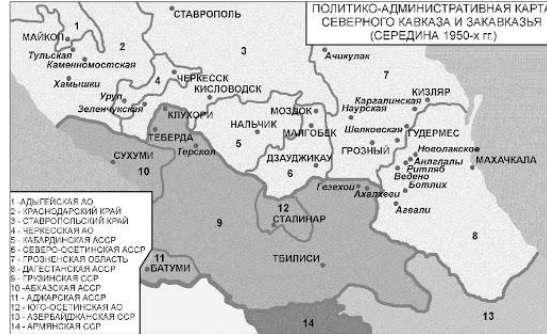 ПОЛИТИКО-АДМИНИСТРАТИВНАЯ КАРТА
СЕВЕРНОГО КАВКАЗА И ЗАКАВКАЗЬЯ
(СЕРЕДИНА 1950-х гг.)
СТАВРОПОЛЬ
1
МАЙКОП
2
3
Тульская
Каменномостская
Ачикулак
7
Хамышки
4
ЧЕРКЕССК
КИСЛОВОДСК
КИЗЛЯР
Уруп
Зеленчукская
КЛУХОРИ
МОЗДОК
Каргалинская
Наурская
НАЛЬЧИК
МАЛГОБЕК
Шелковская
ГУДЕРМЕС
ТЕБЕРДА
5
Новолакское
Терскол
ГРОЗНЫЙ
МАХАЧКАЛА
СУХУМИ
ДЗАУДЖИКАУ
Ритляб
Ведено
10
6
Гезехой
Ботлих
Ахалхеви
Агвали
1 - АДЫГЕЙСКАЯ АО
2 - КРАСНОДАРСКИЙ КРАЙ
3 - СТАВРОПОЛЬСКИЙ КРАЙ
4 - ЧЕРКЕССКАЯ АО
5 - КАБАРДИНСКАЯ АССР
6 - СЕВЕРО-ОСЕТИНСКАЯ АССР
7 - ГРОЗНЕНСКАЯ ОБЛАСТЬ
8 - ДАГЕСТАНСКАЯ АССР
9 - ГРУЗИНСКАЯ ССР
10 - АБХАЗСКАЯ АССР
11 - АДЖАРСКАЯ АССР
12 - ЮГО-ОСЕТИНСКАЯ АО
13 - АЗЕРБАЙДЖАНСКАЯ ССР
14 - АРМЯНСКАЯ ССР
12
9
СТАЛИНАР
8
11
БАТУМИ
ТБИЛИСИ
13
14